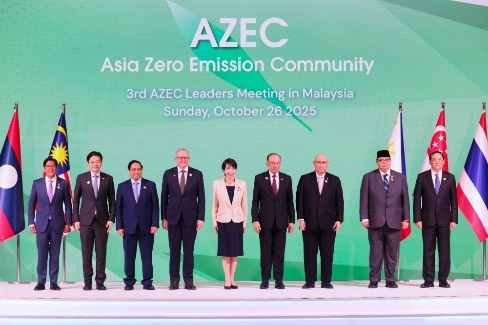 AZEC
Asia Zero Emission Community
3rd AZEC Leaders Meeting in Malaysia
Sunday, October 26 2025